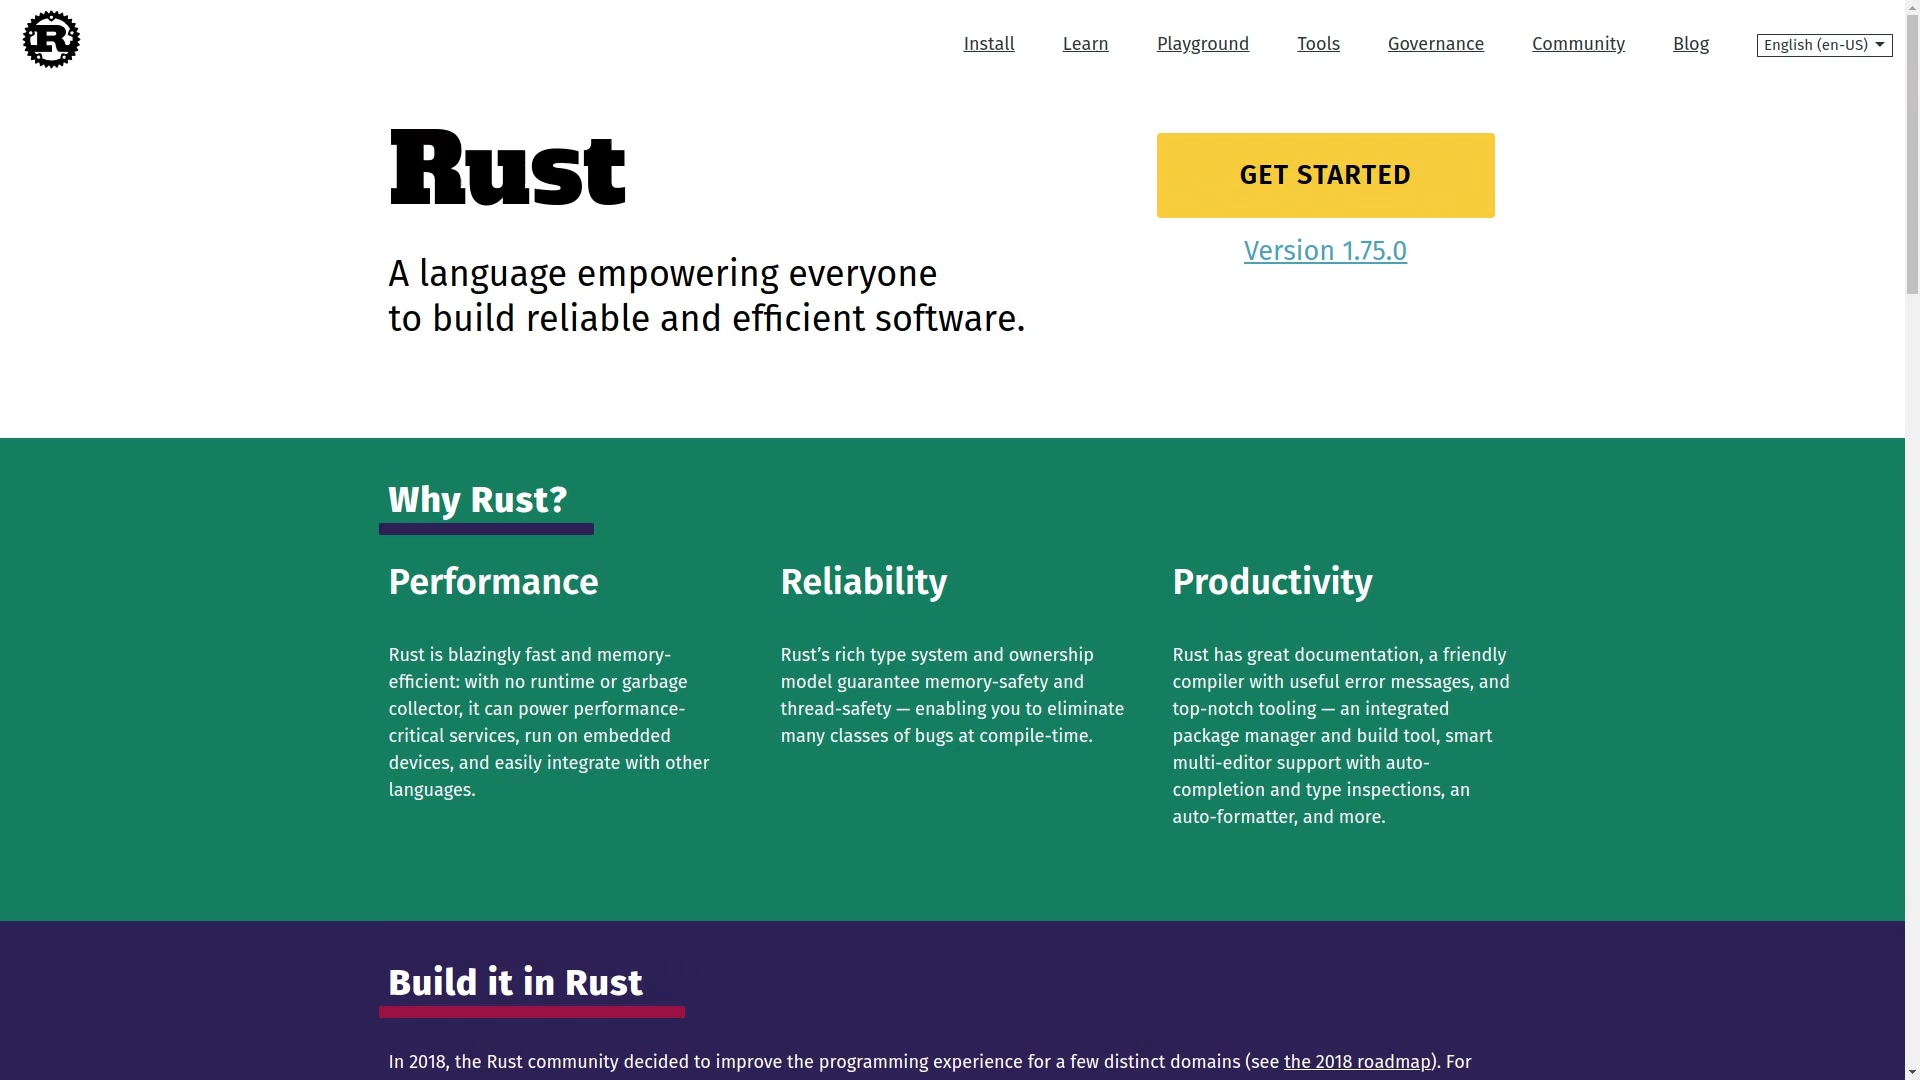 R
Install Learn Playground Tools Governance Community Blog English (en-US)
Rust
GET STARTED
Version 1.75.0
A language empowering everyone
to build reliable and efficient software.
Why Rust?
Performance
Rust is blazingly fast and memory-
efficient: with no runtime or garbage
collector, it can power performance-
critical services, run on embedded
devices, and easily integrate with other
languages.
Reliability
Rust’s rich type system and ownership
model guarantee memory-safety and
thread-safety — enabling you to eliminate
many classes of bugs at compile-time.
Productivity
Rust has great documentation, a friendly
compiler with useful error messages, and
top-notch tooling — an integrated
package manager and build tool, smart
multi-editor support with auto-
completion and type inspections, an
auto-formatter, and more.
Build it in Rust
In 2018, the Rust community decided to improve the programming experience for a few distinct domains (see the 2018 roadmap). For